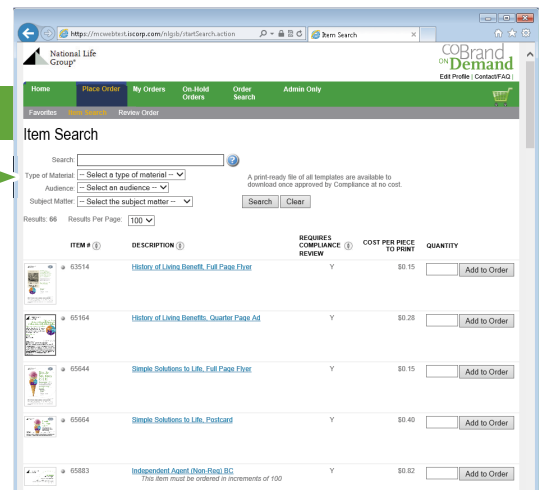 https://mcwebtest.iscorp.com/nlgsb/startSearch.action
Item Search
National Life
Group®
COBrand
ON Demand
Edit Profile | Contact/FAQ |
Home Place Order My Orders On-Hold Orders Order Search Admin Only
Favorites Item Search Review Order
Item Search
Search:
Type of Material: -- Select a type of material --
Audience: -- Select an audience --
Subject Matter: -- Select the subject matter --
A print-ready file of all templates are available to
download once approved by Compliance at no cost.
Search Clear
Results: 66 Results Per Page: 100
ITEM # DESCRIPTION REQUIRES COMPLIANCE REVIEW COST PER PIECE TO PRINT QUANTITY
63514 History of Living Benefit, Full Page Flyer Y $0.15 Add to Order
65164 History of Living Benefits, Quarter Page Ad Y $0.28 Add to Order
65644 Simple Solutions to Life, Full Page Flyer Y $0.15 Add to Order
65664 Simple Solutions to Life, Postcard Y $0.40 Add to Order
65883 Independent Agent (Non-Reg) BC Y $0.82 Add to Order
This item must be ordered in increments of 100